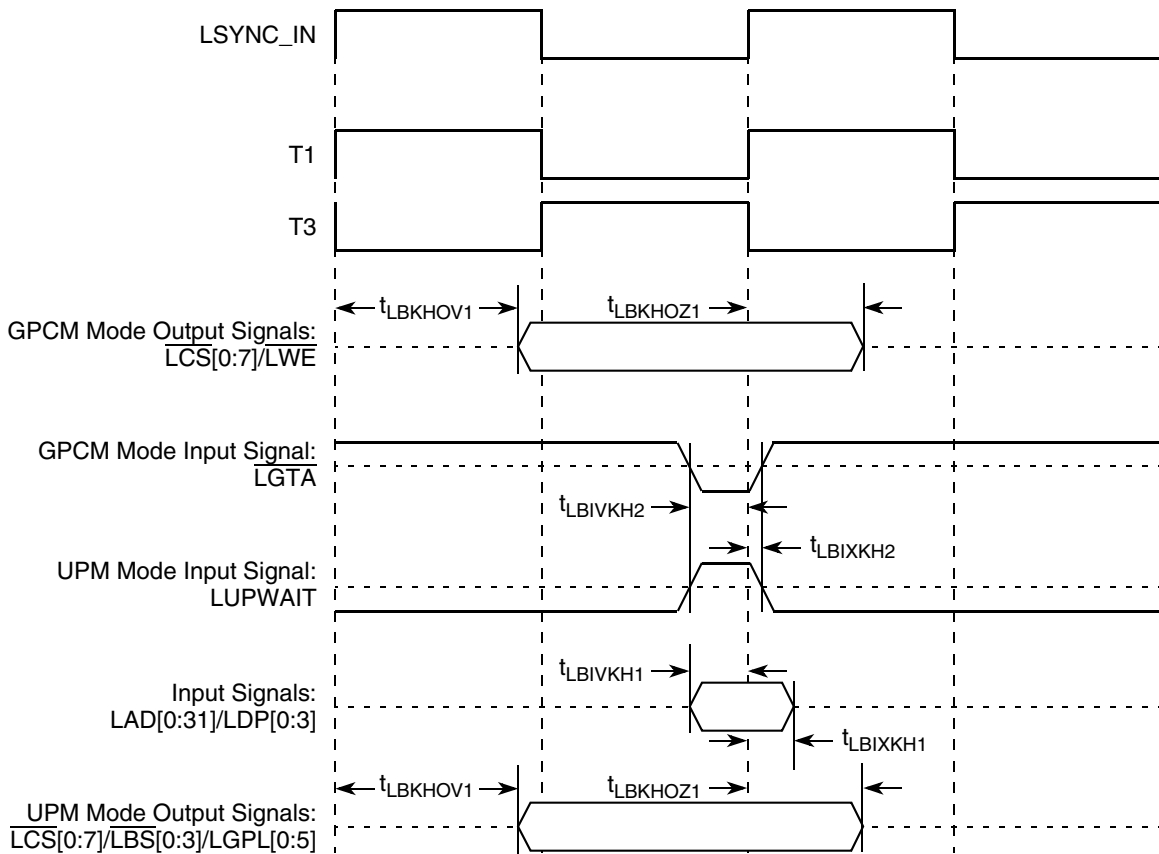 LSYNC_IN
T1
T3
tLBKHOV1
tLBKHOZ1
GPCM Mode Output Signals:
LCS[0:7]/LWE
GPCM Mode Input Signal:
LGTA
tLBIVKH2
tLBIXKH2
UPM Mode Input Signal:
LUPWAIT
tLBIVKH1
Input Signals:
LAD[0:31]/LDP[0:3]
tLBIXKH1
tLBKHOV1
tLBKHOZ1
UPM Mode Output Signals:
LCS[0:7]/LBS[0:3]/LGPL[0:5]